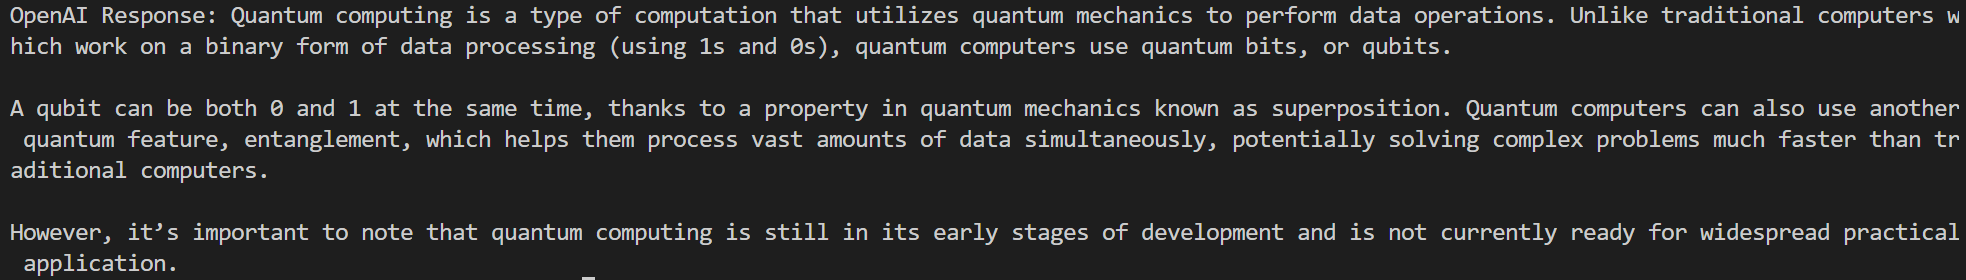 OpenAI Response: Quantum computing is a type of computation that utilizes quantum mechanics to perform data operations. Unlike traditional computers w
hich work on a binary form of data processing (using 1s and 0s), quantum computers use quantum bits, or qubits.
A qubit can be both 0 and 1 at the same time, thanks to a property in quantum mechanics known as superposition. Quantum computers can also use another
quantum feature, entanglement, which helps them process vast amounts of data simultaneously, potentially solving complex problems much faster than tr
aditional computers.
However, it’s important to note that quantum computing is still in its early stages of development and is not currently ready for widespread practical
application.